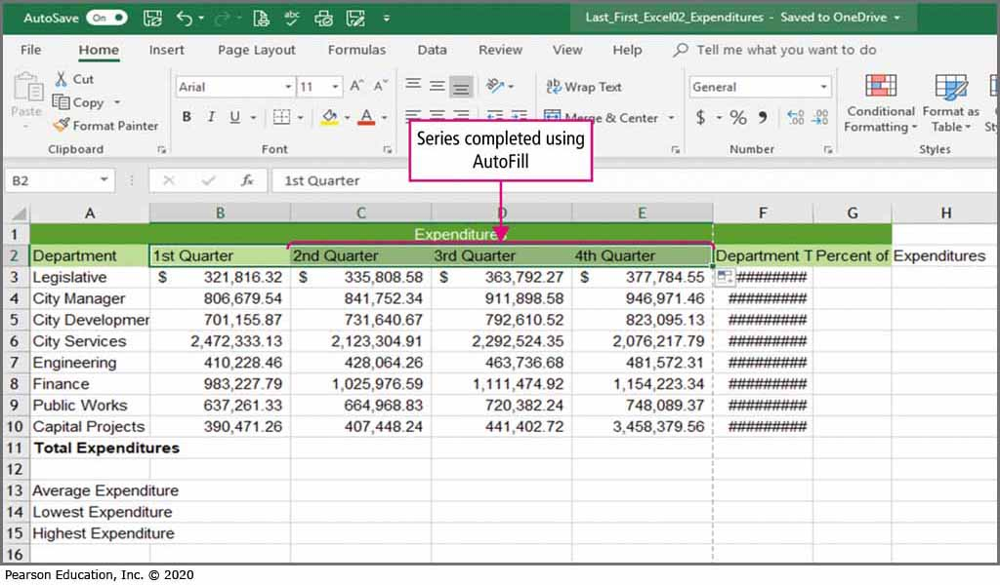 AutoSave On abc Last_First_Excel02_Expenditures - Saved to OneDrive
File Home Insert Page Layout Formulas Data Review View Help Tell me what you want to do
Paste Cut Arial 11 A A ab Wrap Text General Conditional Formatting Format as Table
Copy B I U A Merge & Center $ % 9
Format Painter
Clipboard Font Number Styles
Series completed using
AutoFill
B2 fx 1st Quarter
A B C D E F G H
1 Expenditures
2 Department 1st Quarter 2nd Quarter 3rd Quarter 4th Quarter Department T Percent of Expenditures
3 Legislative $ 321,816.32 $ 335,808.58 $ 363,792.27 $ 377,784.55 #########
4 City Manager 806,679.54 841,752.34 911,898.58 946,971.46 #########
5 City Developmer 701,155.87 731,640.67 792,610.52 823,095.13 #########
6 City Services 2,472,333.13 2,123,304.91 2,292,524.35 2,076,217.79 #########
7 Engineering 410,228.46 428,064.26 463,736.68 481,572.31 #########
8 Finance 983,227.79 1,025,976.59 1,111,474.92 1,154,223.34 #########
9 Public Works 637,261.33 664,968.83 720,382.24 748,089.37 #########
10 Capital Projects 390,471.26 407,448.24 441,402.72 3,458,379.56 #########
11 Total Expenditures
12
13 Average Expenditure
14 Lowest Expenditure
15 Highest Expenditure
16
Pearson Education, Inc. © 2020